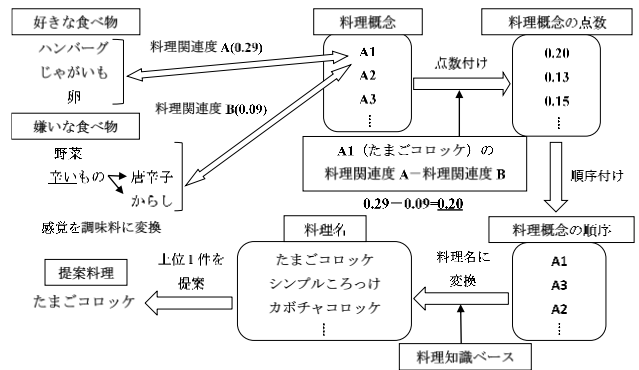 好きな食べ物
ハンバーグ
じゃがいも
卵
嫌いな食べ物
野菜
辛いもの
唐辛子
からし
感覚を調味料に変換
料理関連度 A(0.29)
料理関連度 B(0.09)
料理概念
A1
A2
A3
⋮
点数付け
料理概念の点数
0.20
0.13
0.15
⋮
A1（たまごコロッケ）の
料理関連度 A－料理関連度 B
0.29－0.09=0.20
順序付け
料理概念の順序
A1
A3
A2
⋮
料理名に
変換
料理知識ベース
料理名
たまごコロッケ
シンプルころっけ
カボチャコロッケ
⋮
上位１件を
提案
提案料理
たまごコロッケ